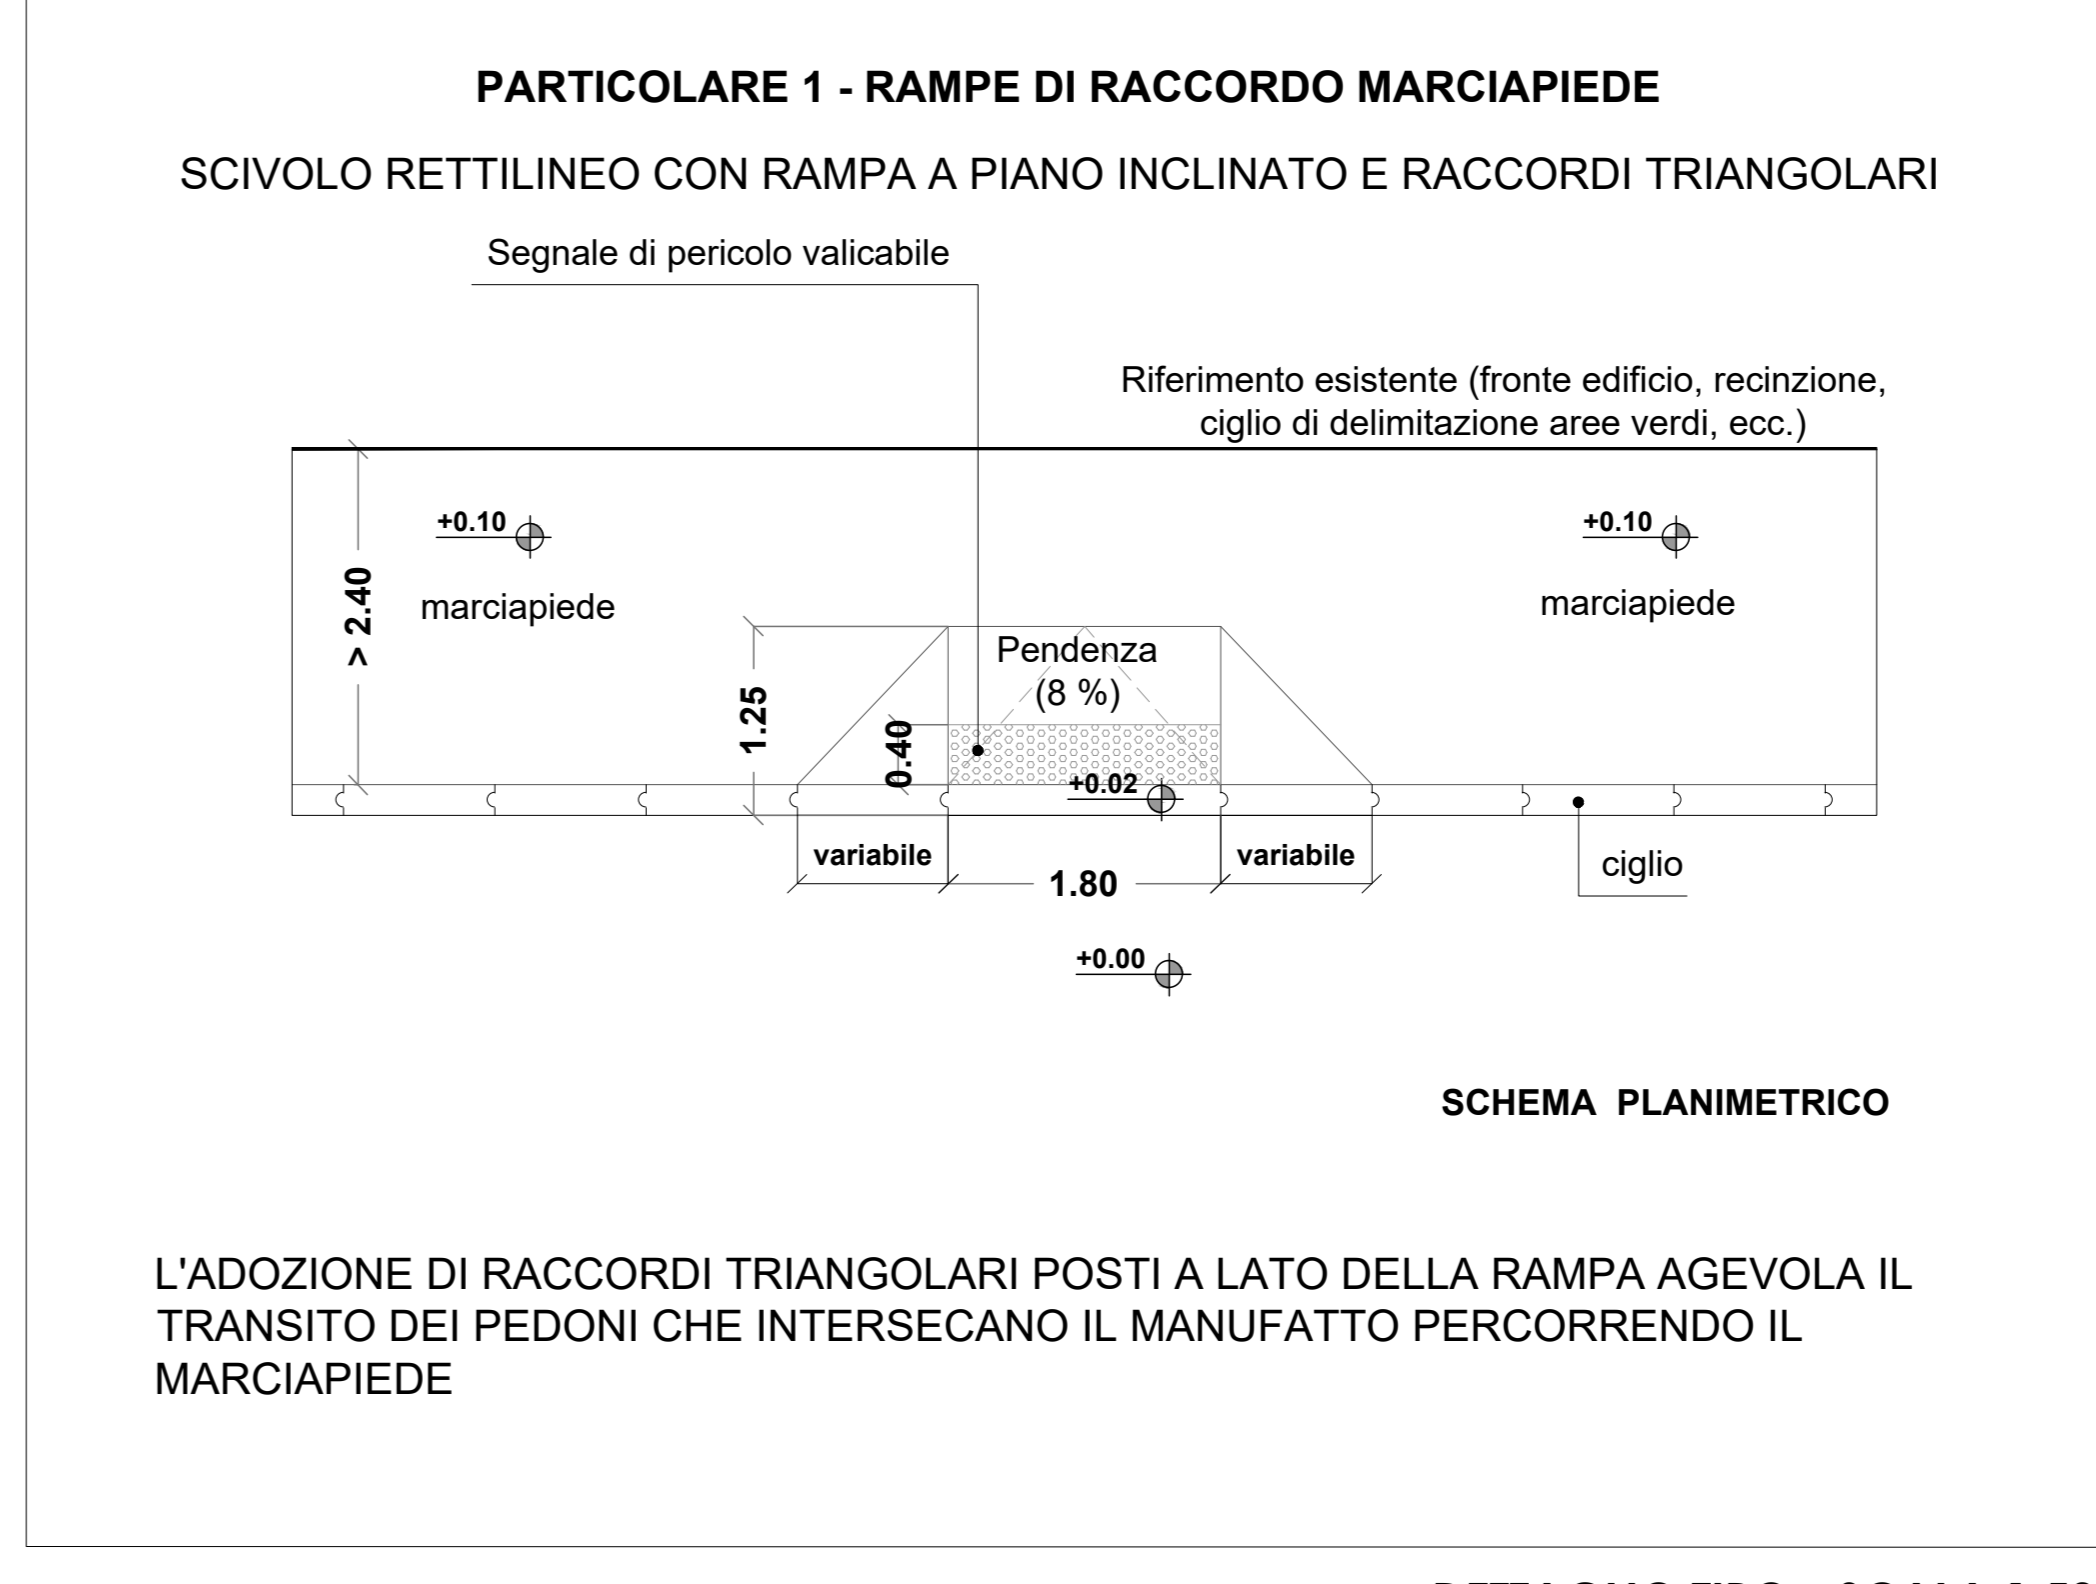 PARTICOLARE 1 - RAMPE DI RACCORDO MARCIAPIEDE
SCIVOLO RETTILINEO CON RAMPA A PIANO INCLINATO E RACCORDI TRIANGOLARI
Segnale di pericolo valicabile
Riferimento esistente (fronte edificio, recinzione,
ciglio di delimitazione aree verdi, ecc.)
+0.10
+0.10
> 2.40
marciapiede
marciapiede
Pendenza
(8 %)
1.25
0.40
+0.02
variabile
variabile
1.80
ciglio
+0.00
SCHEMA PLANIMETRICO
L'ADOZIONE DI RACCORDI TRIANGOLARI POSTI A LATO DELLA RAMPA AGEVOLA IL
TRANSITO DEI PEDONI CHE INTERSECANO IL MANUFATTO PERCORRENDO IL
MARCIAPIEDE